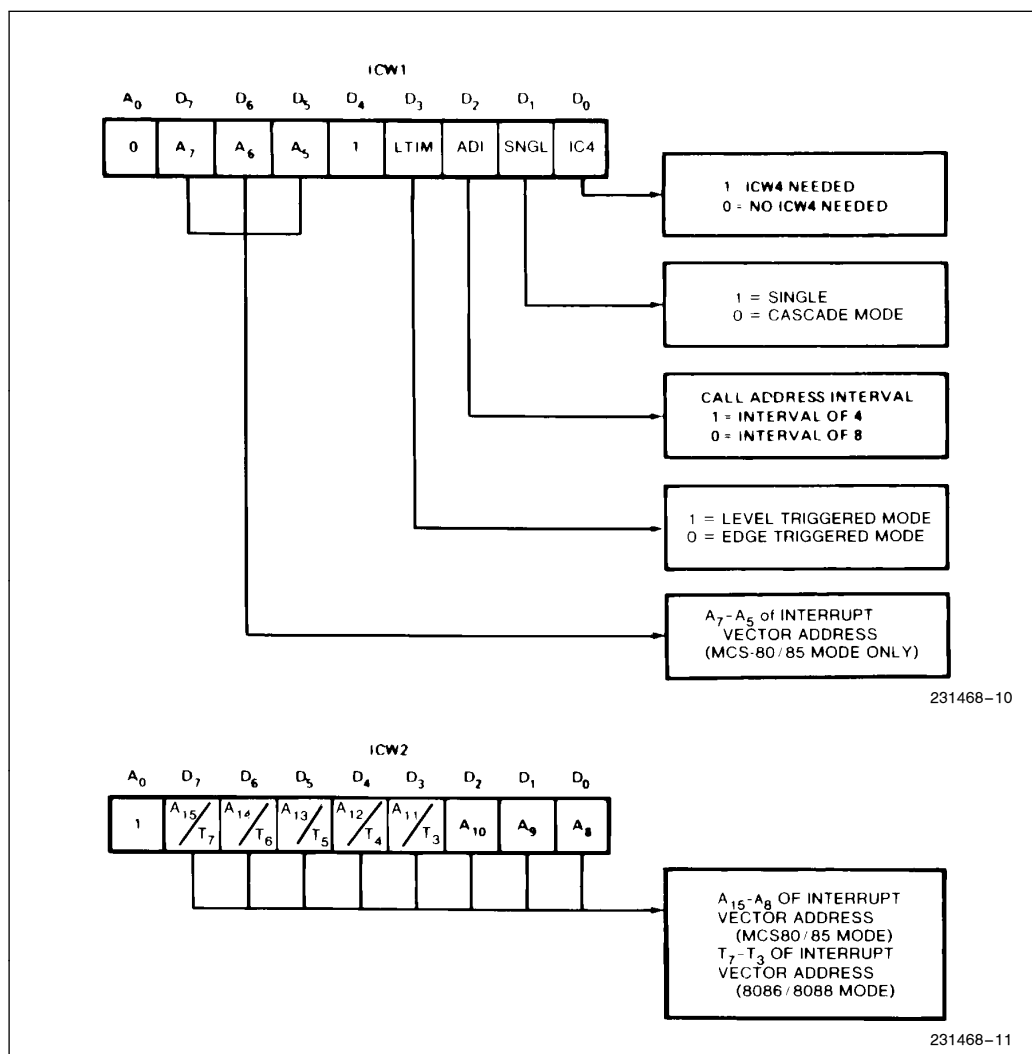 ICW1
A0 D7 D6 D5 D4 D3 D2 D1 D0
0 A7 A6 A5 1 LTIM ADI SNGL IC4
1 ICW4 NEEDED
0 = NO ICW4 NEEDED
1 = SINGLE
0 = CASCADE MODE
CALL ADDRESS INTERVAL
1 = INTERVAL OF 4
0 = INTERVAL OF 8
1 = LEVEL TRIGGERED MODE
0 = EDGE TRIGGERED MODE
A7-A5 of INTERRUPT
VECTOR ADDRESS
(MCS-80/85 MODE ONLY)
231468-10
ICW2
A0 D7 D6 D5 D4 D3 D2 D1 D0
1 A15/T7 A14/T6 A13/T5 A12/T4 A11/T3 A10 A9 A8
A15-A8 OF INTERRUPT
VECTOR ADDRESS
(MCS80/85 MODE)
T7-T3 OF INTERRUPT
VECTOR ADDRESS
(8086/8088 MODE)
231468-11